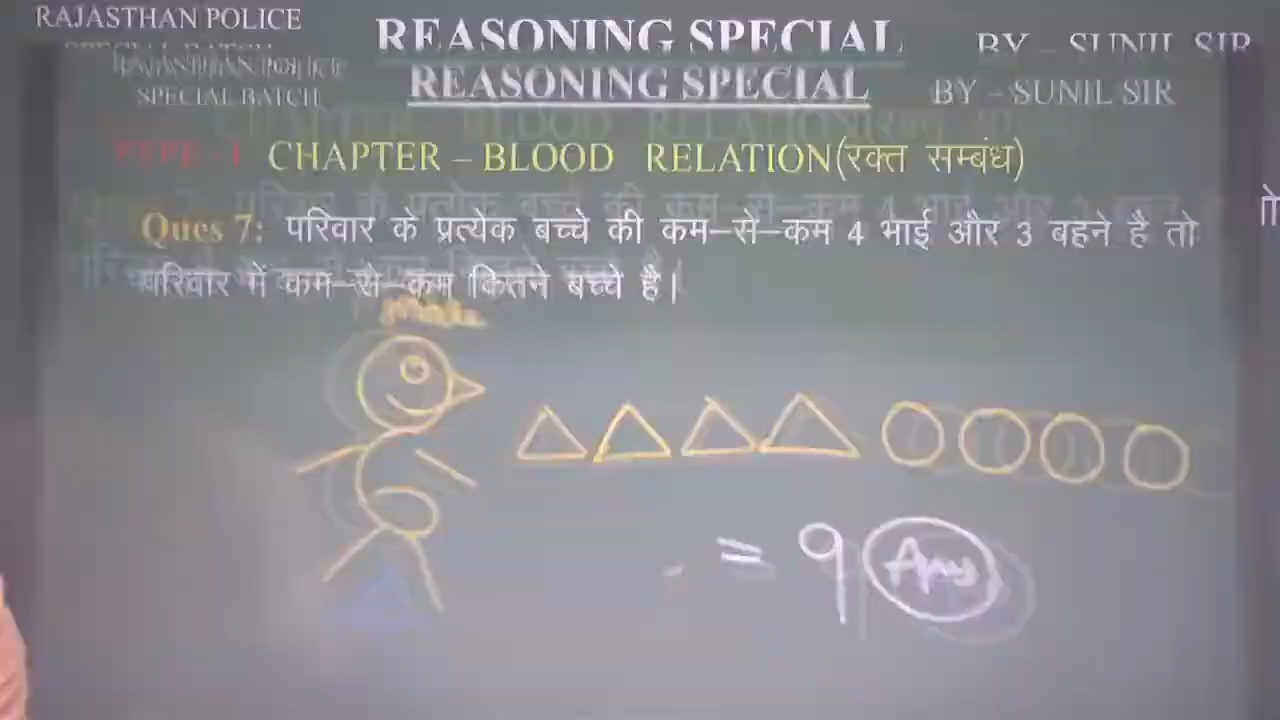 RAJASTHAN POLICE
REASONING SPECIAL
BY – SUNIL SIR
RAJASTHAN POLICE
SPECIAL BATCH
REASONING SPECIAL
BY – SUNIL SIR
TYPE - 1 CHAPTER – BLOOD RELATION(रक्त सम्बंध)
Ques 7: परिवार के प्रत्येक बच्चे की कम–से–कम 4 भाई और 3 बहने है तो
परिवार में कम–से–कम कितने बच्चे है।
= 9 Ans